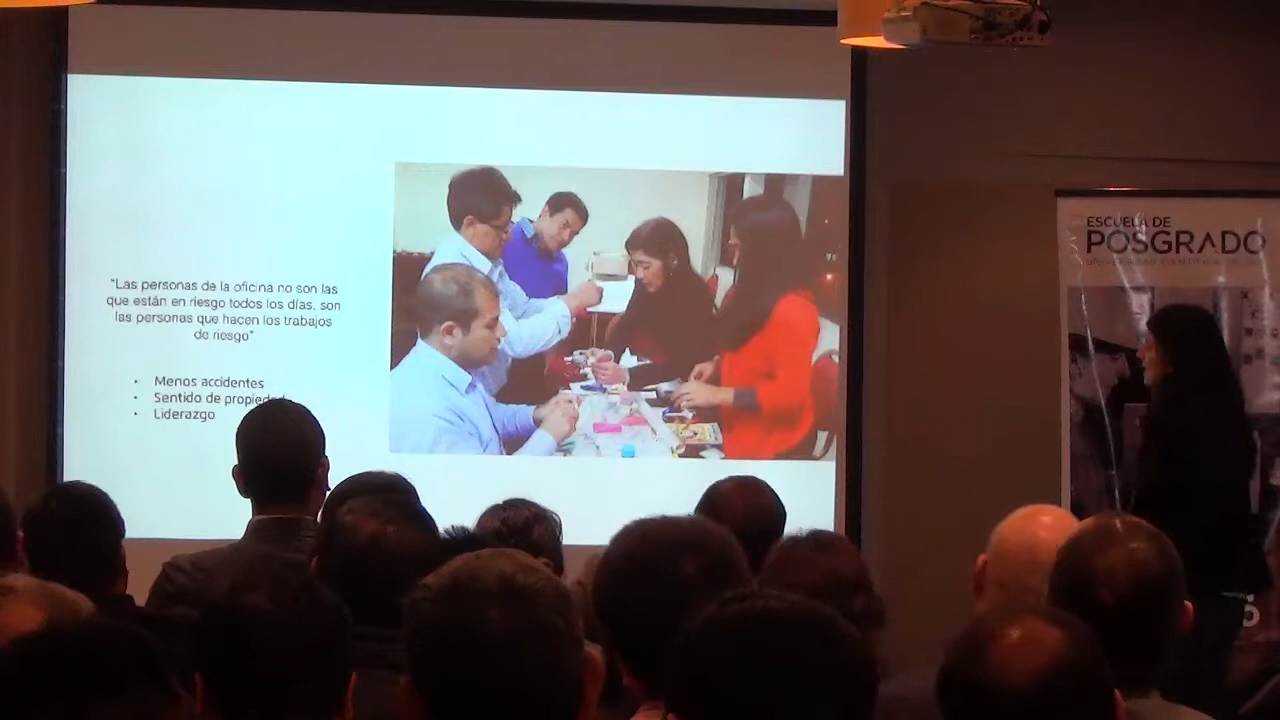 "Las personas de la oficina no son las
que están en riesgo todos los días, son
las personas que hacen los trabajos
de riesgo"
• Menos accidentes
• Sentido de propiedad
• Liderazgo
ESCUELA DE
POSGRADO